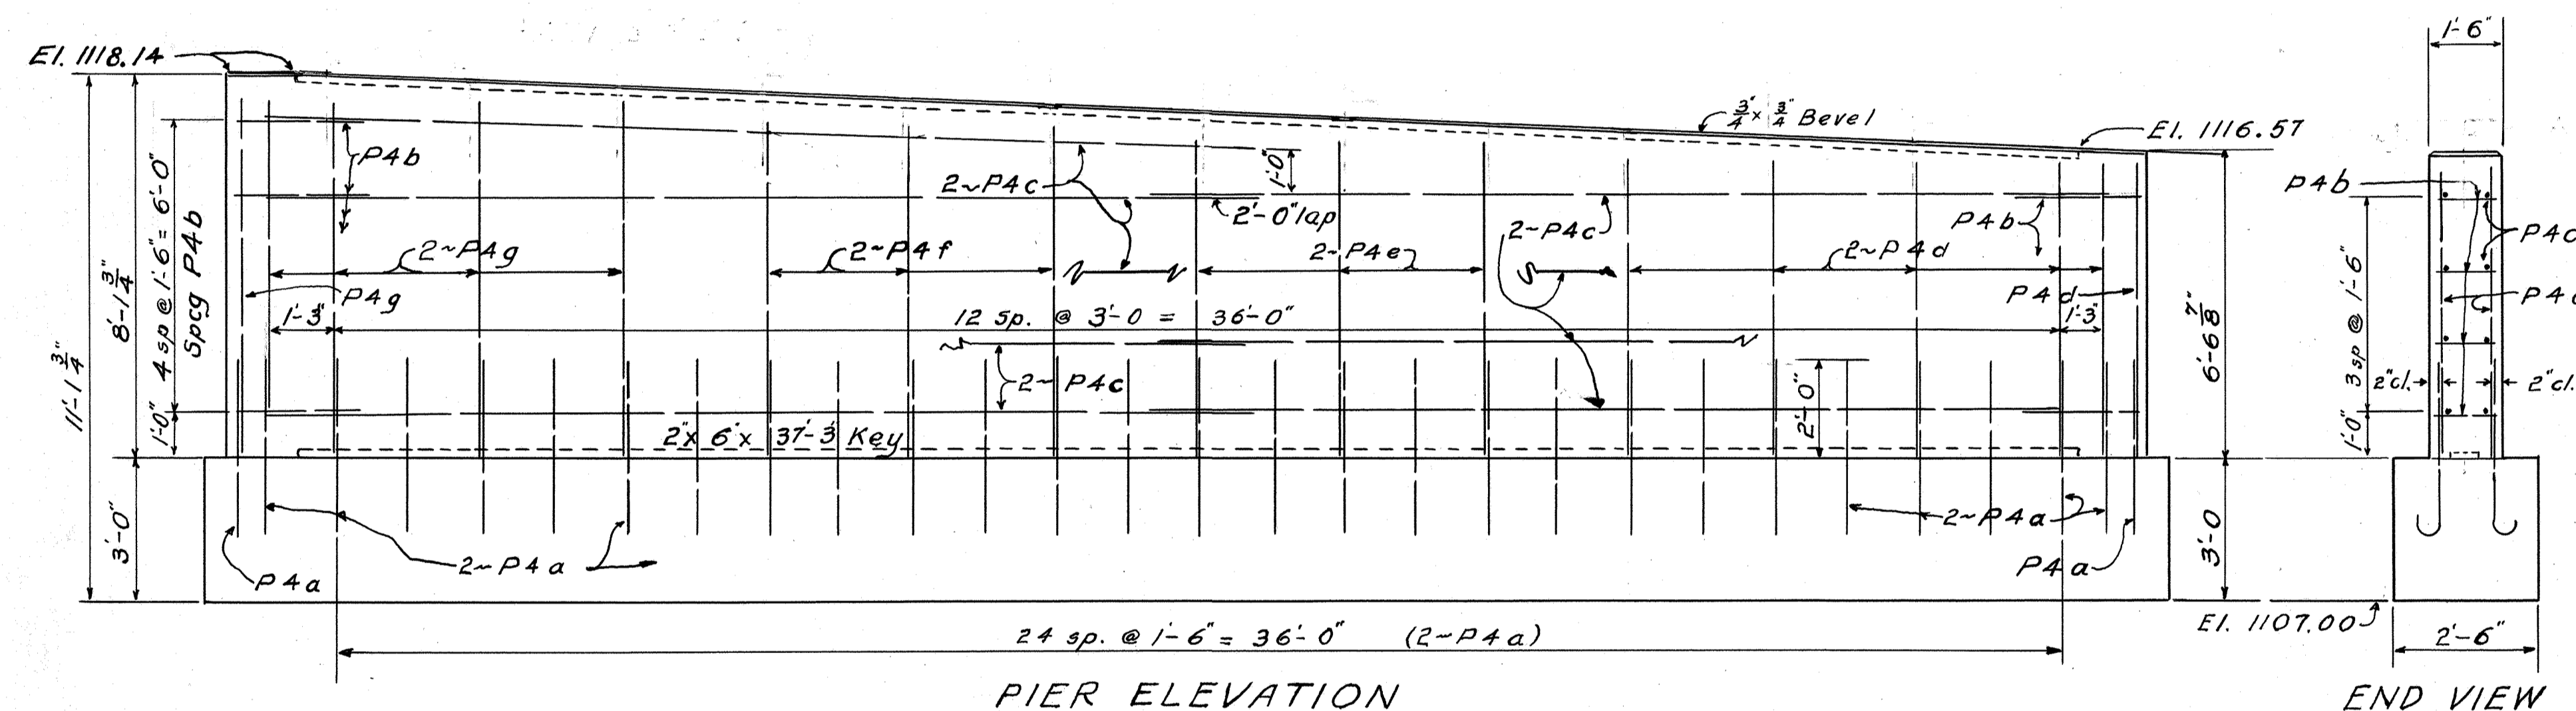 El. 1118.14
1'-6"
3/4" x 3/4" Bevel
El. 1116.57
P4b
2~P4c
1'-0"
2'-0" lap
2~P4c
P4b
P4b
P4c
8'-1 3/4"
11'-1 3/4"
4 sp @ 1'-6" = 6'-0"
Spcg P4b
1'-0"
2~P4g
2~P4f
2~P4e
2~P4d
P4g
P4d
1'-3"
12 sp. @ 3'-0 = 36'-0"
1'-3"
6'-6 7/8"
3 sp @ 1'-6"
1'-0"
2" cl.
2" cl.
2~P4c
2'-0"
2" x 6" x 37'-3 Key
3'-0"
P4a
2~P4a
2~P4a
P4a
3'-0
El. 1107.00
2'-6"
24 sp. @ 1'-6" = 36'-0" (2~P4a)
PIER ELEVATION
END VIEW